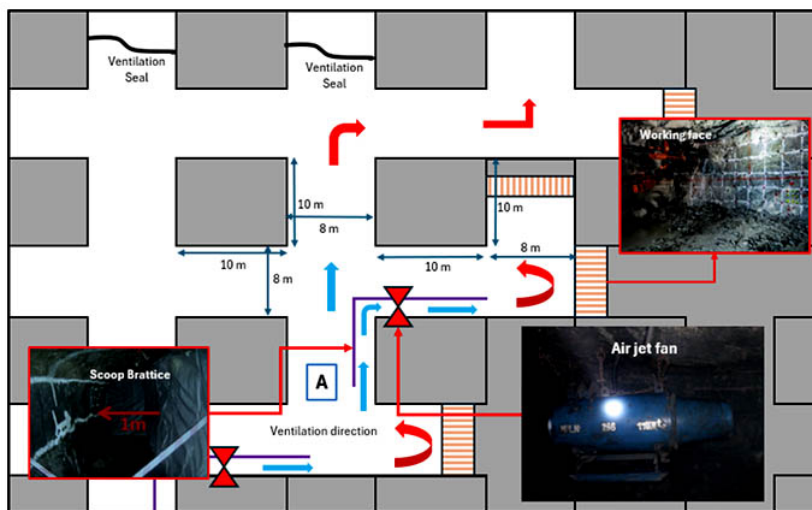 Ventilation
Seal
Ventilation
Seal
Working face
10 m
8 m
10 m
10 m
8 m
10 m
8 m
Air jet fan
Scoop Brattice
1m
A
Ventilation direction